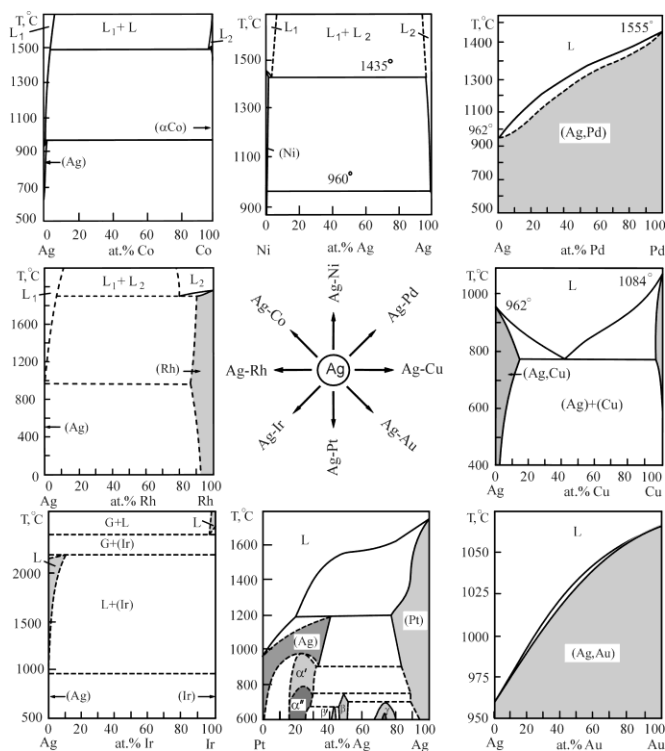 T,°C
L₁
L₁+ L
L₂
1500
1300
1100
(αCo)
900
(Ag)
700
500
0 20 40 60 80 100
Ag at.% Co Co
T,°C
L₁
L₁+ L₂
L₂
1600
1435°
1400
(Ni)
1100
960°
900
0 20 40 60 80 100
Ni at.% Ag Ag
T,°C
1555°
1400
L
1300
1100
962°
900
(Ag,Pd)
700
500
0 20 40 60 80 100
Ag at.% Pd Pd
T,°C
L₁+ L₂
L₂
L₁
1600
1200
(Rh)
800
(Ag)
400
0
0 20 40 60 80 100
Ag at.% Rh Rh
Ag-Ni
Ag-Co
Ag-Pd
Ag-Rh
Ag
Ag-Cu
Ag-Ir
Ag-Au
Ag-Pt
T,°C
1084°
1000
962°
L
800
(Ag,Cu)
(Ag)+(Cu)
600
400
0 20 40 60 80 100
Ag at.% Cu Cu
T,°C
G+L
L
G+(Ir)
L
2000
L+(Ir)
1500
1000
(Ag)
(Ir)
500
0 20 40 60 80 100
Ag at.% Ir Ir
T,°C
L
1600
1400
1200
(Ag)
(Pt)
1000
α'
800
α"
γ'
β
γ
600
0 20 40 60 80 100
Pt at.% Ag Ag
T,°C
L
1050
1025
1000
(Ag,Au)
975
950
0 20 40 60 80 100
Ag at.% Au Au